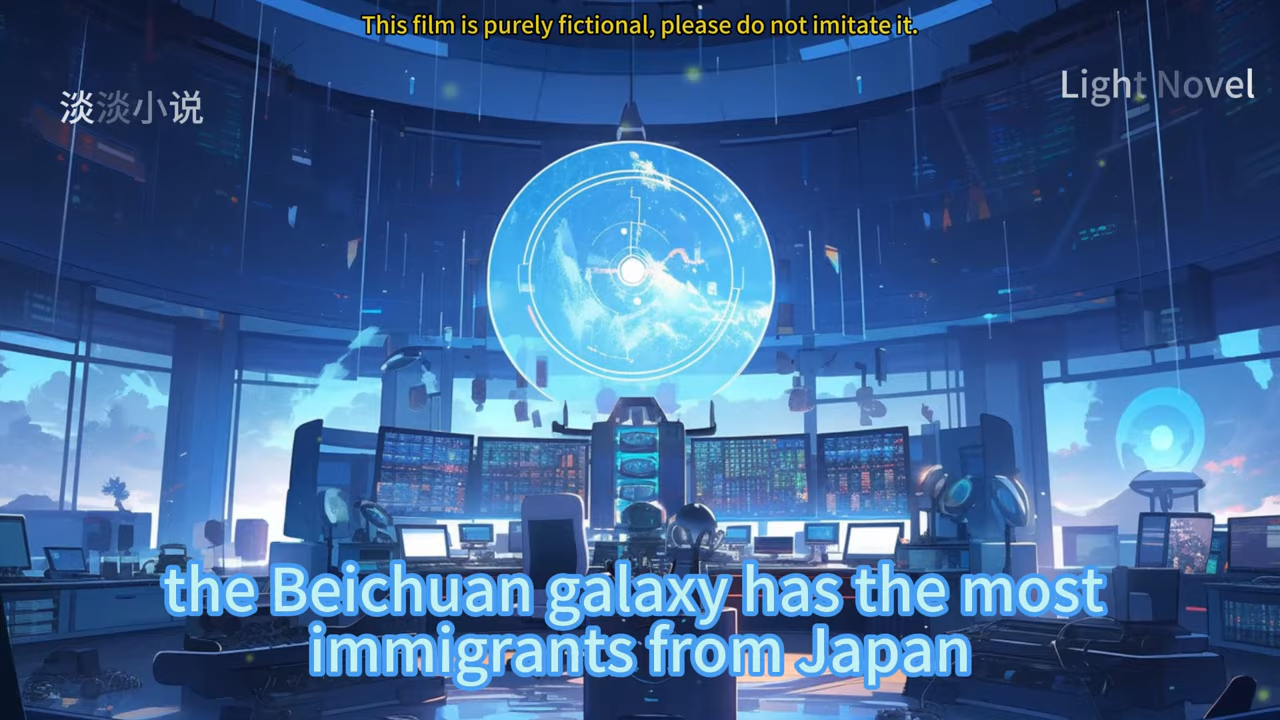 This film is purely fictional, please do not imitate it.
淡淡小说
Light Novel
the Beichuan galaxy has the most
immigrants from Japan